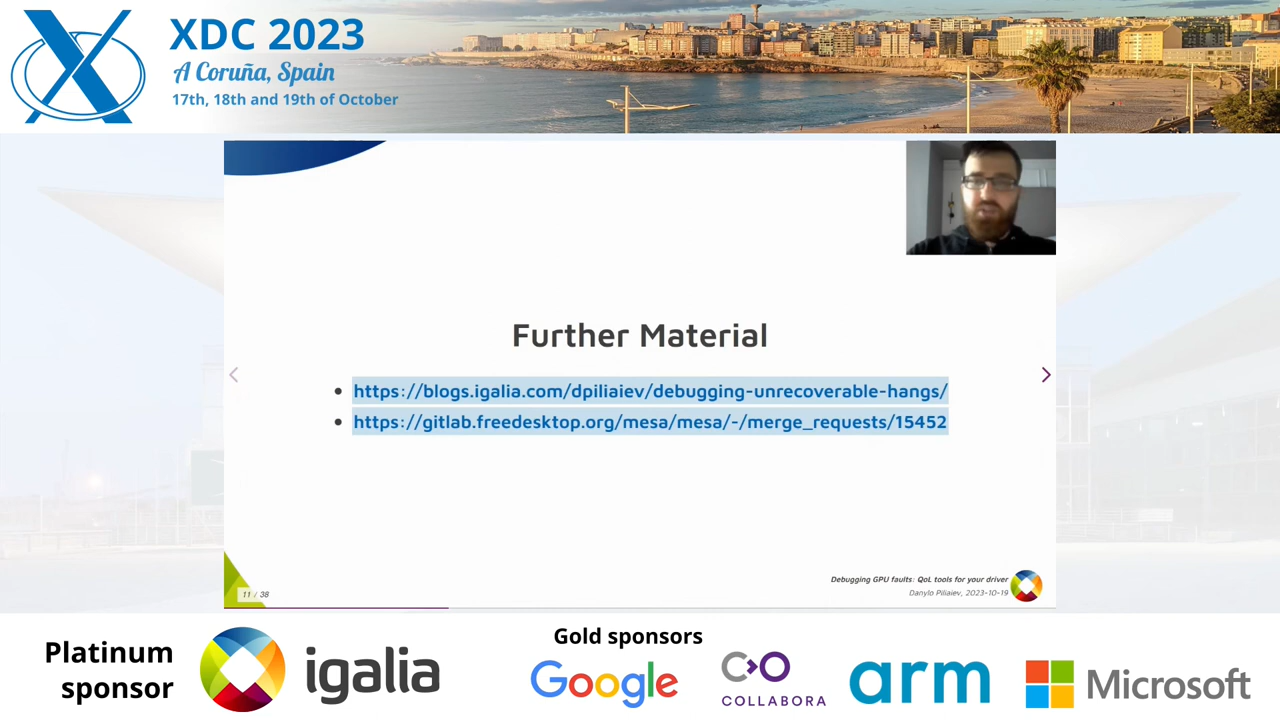 XDC 2023
A Coruña, Spain
17th, 18th and 19th of October
Further Material
https://blogs.igalia.com/dpiliaiev/debugging-unrecoverable-hangs/
https://gitlab.freedesktop.org/mesa/mesa/-/merge_requests/15452
11 / 38
Debugging GPU faults: QoL tools for your driver
Danylo Piliaiev, 2023-10-19
Platinum
sponsor
igalia
Gold sponsors
Google
COLLABORA
arm
Microsoft